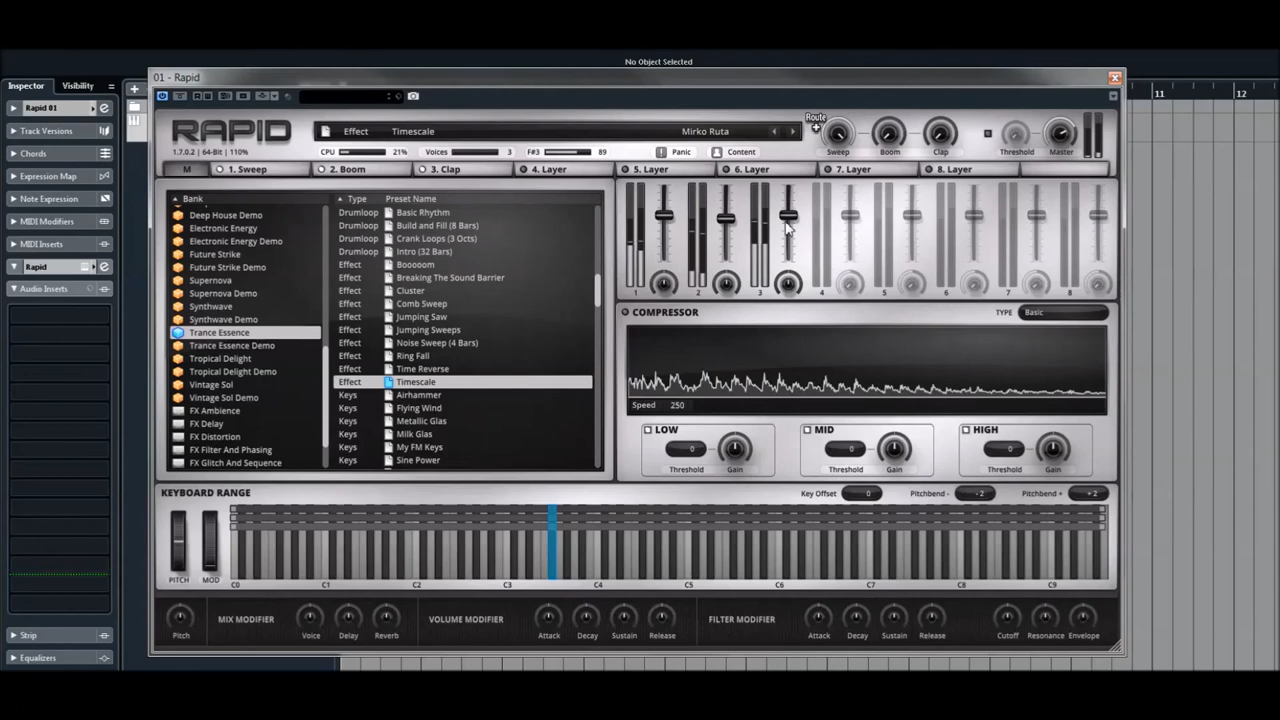 No Object Selected
01 - Rapid
Inspector Visibility
Rapid 01
Track Versions
Chords
Expression Map
Note Expression
MIDI Modifiers
MIDI Inserts
Rapid
Audio Inserts
Strip
Equalizers
11 12
RAPID
Effect Timescale Mirko Ruta
1.7.0.2 | 64-Bit | 110%
CPU 21% Voices 3 F#3 89 Panic Content
Route
Sweep Boom Clap Threshold Master
M 1. Sweep 2. Boom 3. Clap 4. Layer 5. Layer 6. Layer 7. Layer 8. Layer
Bank
Deep House Demo
Electronic Energy
Electronic Energy Demo
Future Strike
Future Strike Demo
Supernova
Supernova Demo
Synthwave
Synthwave Demo
Trance Essence
Trance Essence Demo
Tropical Delight
Tropical Delight Demo
Vintage Sol
Vintage Sol Demo
FX Ambience
FX Delay
FX Distortion
FX Filter And Phasing
FX Glitch And Sequence
Type Preset Name
Drumloop Basic Rhythm
Drumloop Build and Fill (8 Bars)
Drumloop Crank Loops (3 Octs)
Drumloop Intro (32 Bars)
Effect Booooom
Effect Breaking The Sound Barrier
Effect Cluster
Effect Comb Sweep
Effect Jumping Saw
Effect Jumping Sweeps
Effect Noise Sweep (4 Bars)
Effect Ring Fall
Effect Time Reverse
Effect Timescale
Keys Airhammer
Keys Flying Wind
Keys Metallic Glas
Keys Milk Glas
Keys My FM Keys
Keys Sine Power
1 2 3 4 5 6 7 8
COMPRESSOR TYPE Basic
Speed 250
LOW MID HIGH
0 0 0
Threshold Gain Threshold Gain Threshold Gain
KEYBOARD RANGE Key Offset 0 Pitchbend - -2 Pitchbend + +2
PITCH MOD C0 C1 C2 C3 C4 C5 C6 C7 C8 C9
MIX MODIFIER VOLUME MODIFIER FILTER MODIFIER
Pitch Voice Delay Reverb Attack Decay Sustain Release Attack Decay Sustain Release Cutoff Resonance Envelope